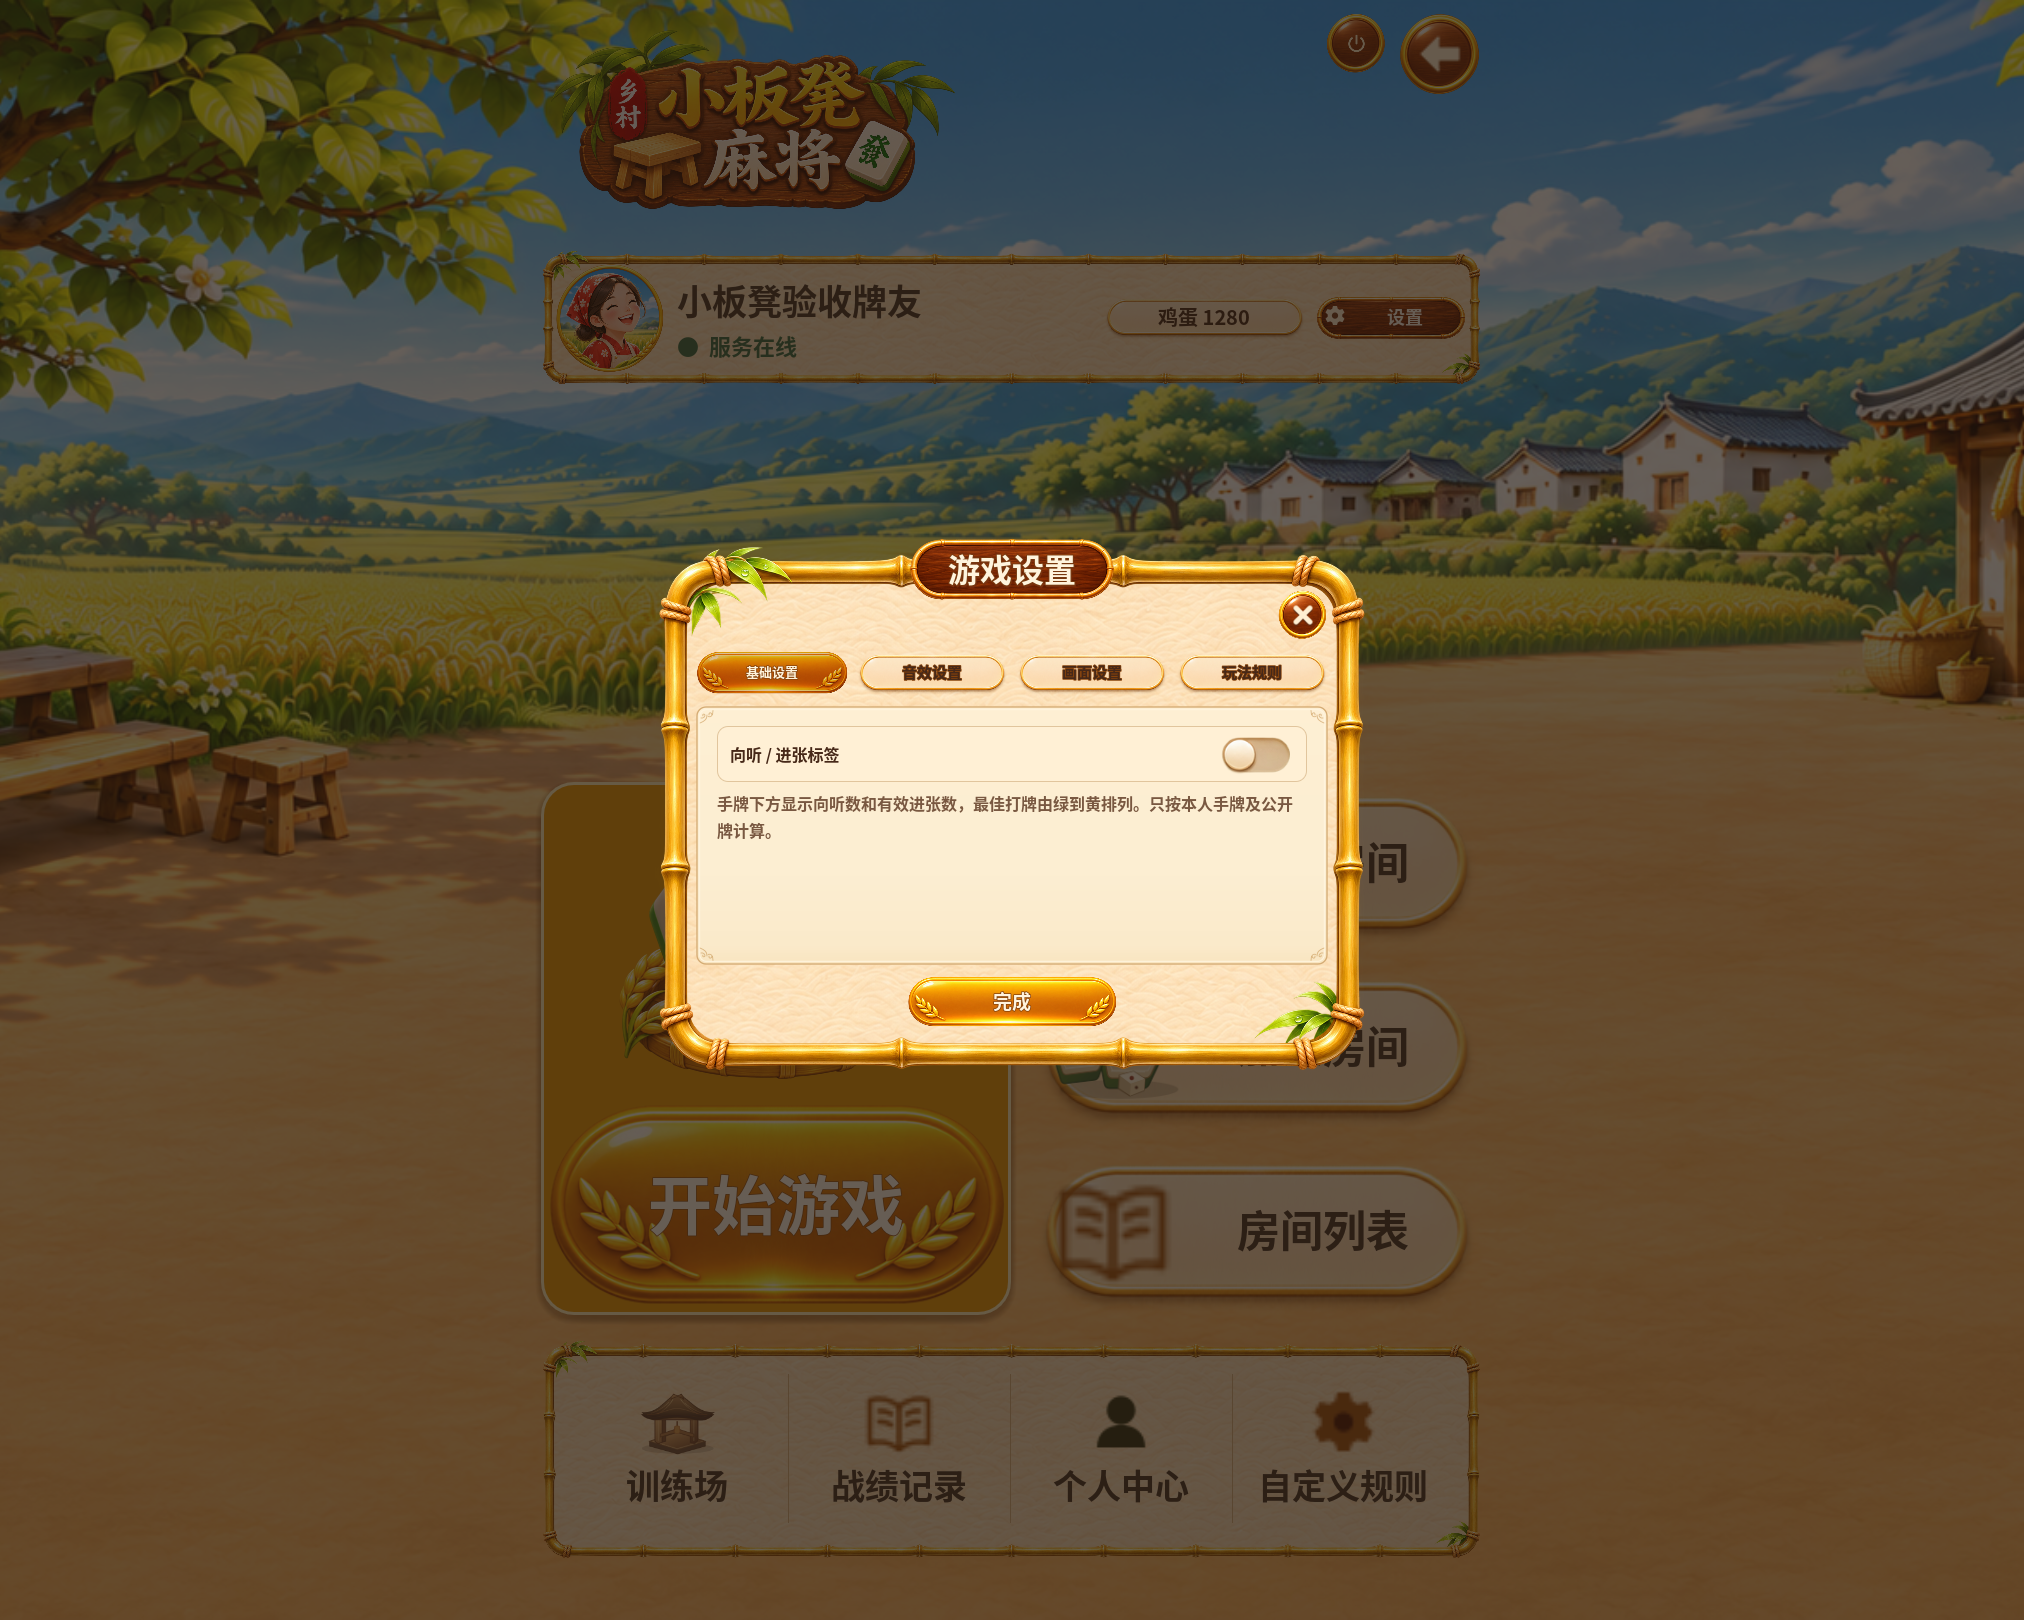 乡村
小板凳
麻将
發
小板凳验收牌友
服务在线
鸡蛋 1280
设置
游戏设置
基础设置
音效设置
画面设置
玩法规则
向听 / 进张标签
手牌下方显示向听数和有效进张数，最佳打牌由绿到黄排列。只按本人手牌及公开
牌计算。
完成
间
房间
开始游戏
房间列表
训练场
战绩记录
个人中心
自定义规则